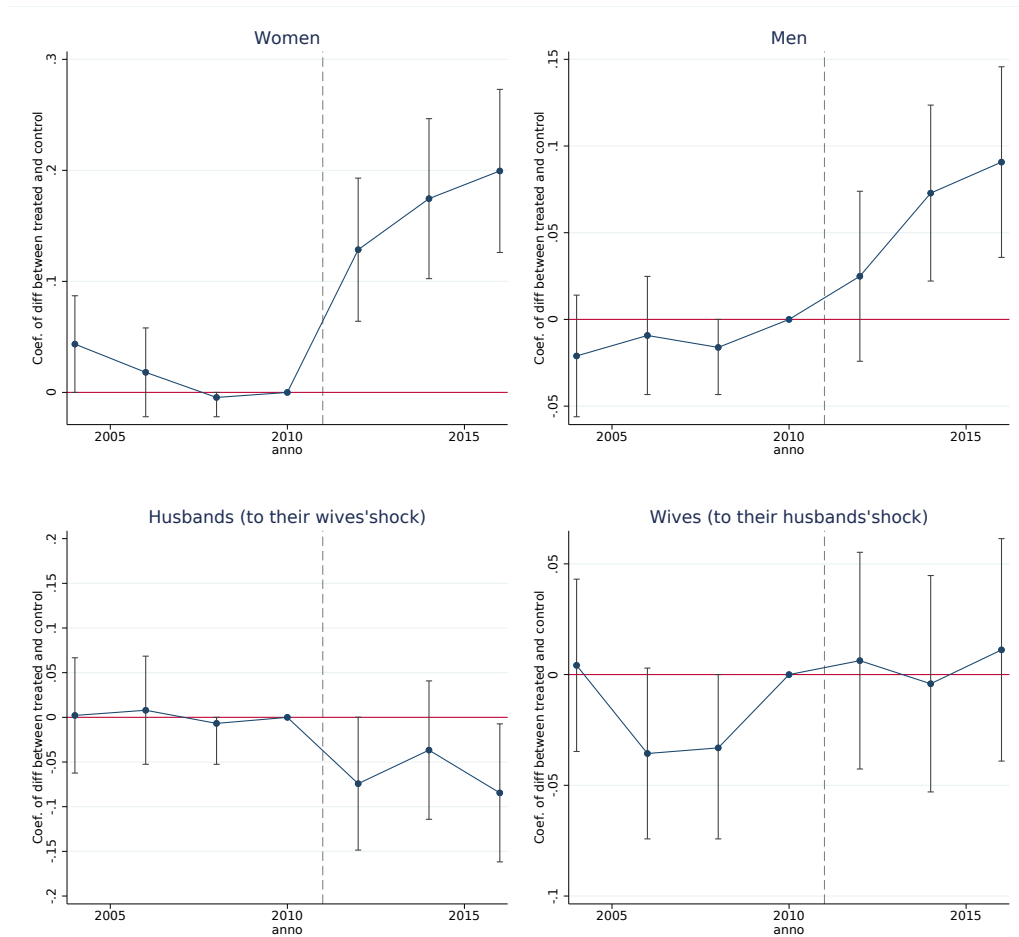 Women
Coef. of diff between treated and control
.3
.2
.1
0
2005 2010 2015
anno
Men
Coef. of diff between treated and control
.15
.1
.05
0
-.05
2005 2010 2015
anno
Husbands (to their wives'shock)
Coef. of diff between treated and control
.2
.15
.1
.05
0
-.05
-.1
-.15
-.2
2005 2010 2015
anno
Wives (to their husbands'shock)
Coef. of diff between treated and control
.05
0
-.05
-.1
2005 2010 2015
anno